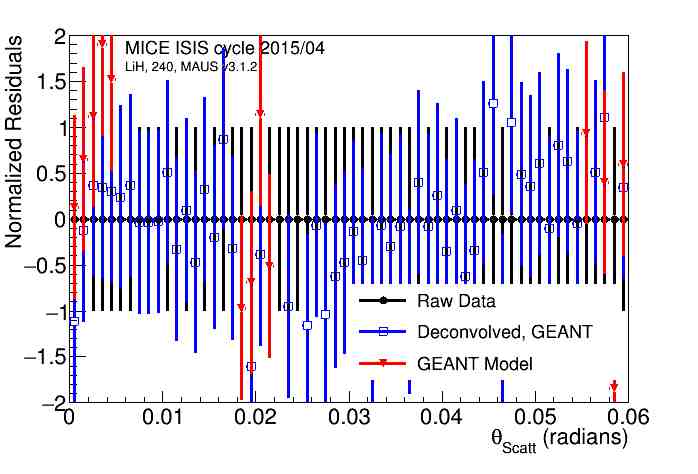 MICE ISIS cycle 2015/04
LiH, 240, MAUS v3.1.2
Normalized Residuals
2
1.5
1
0.5
0
−0.5
−1
−1.5
−2
Raw Data
Deconvolved, GEANT
GEANT Model
0 0.01 0.02 0.03 0.04 0.05 0.06
θScatt (radians)